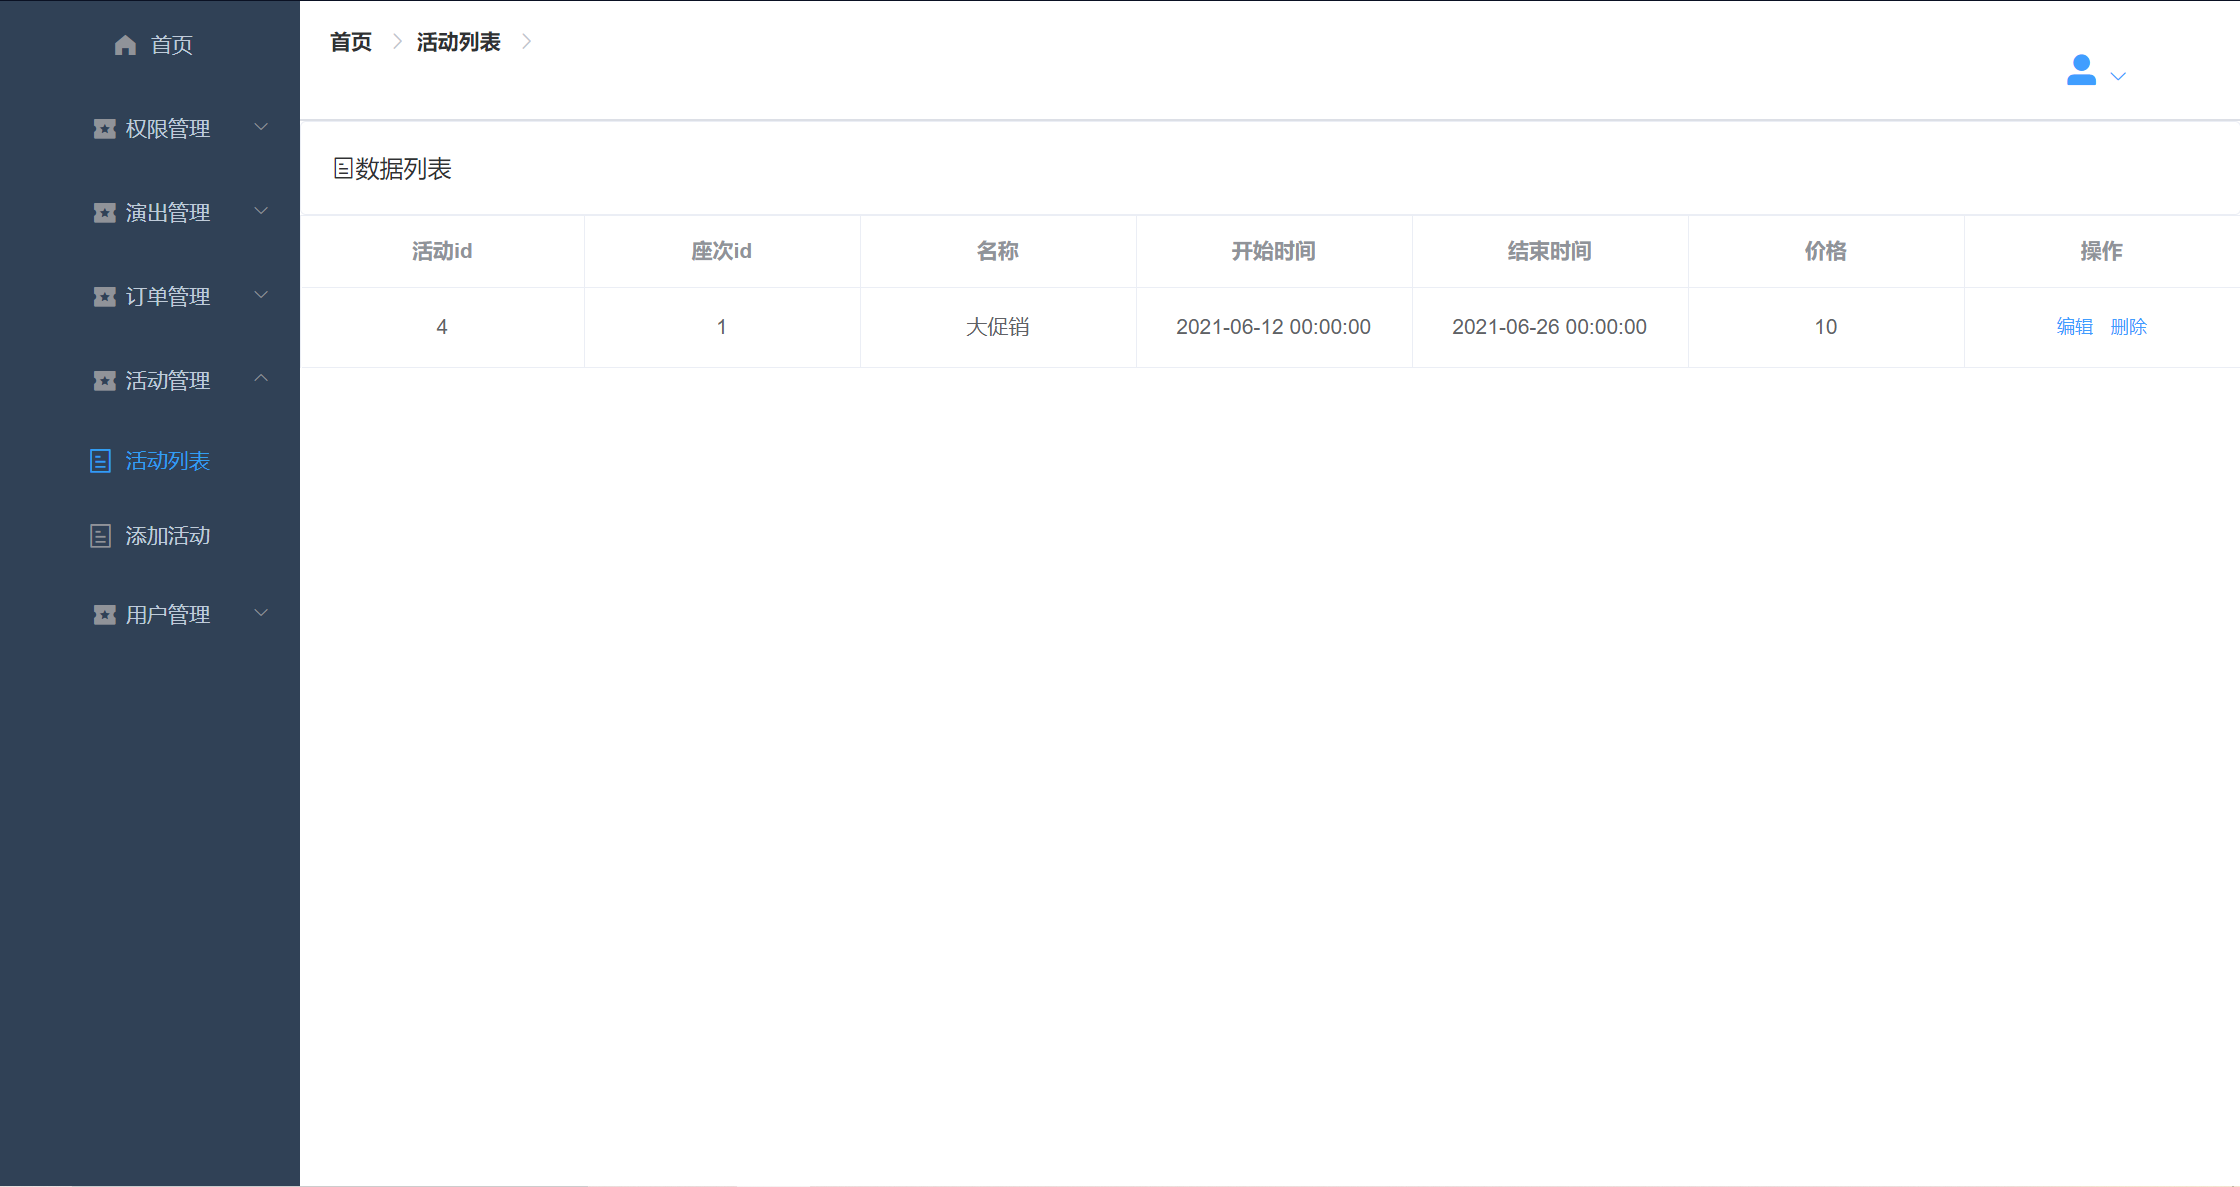 首页
权限管理
演出管理
订单管理
活动管理
活动列表
添加活动
用户管理
首页 活动列表
数据列表
活动id 座次id 名称 开始时间 结束时间 价格 操作
4 1 大促销 2021-06-12 00:00:00 2021-06-26 00:00:00 10 编辑 删除